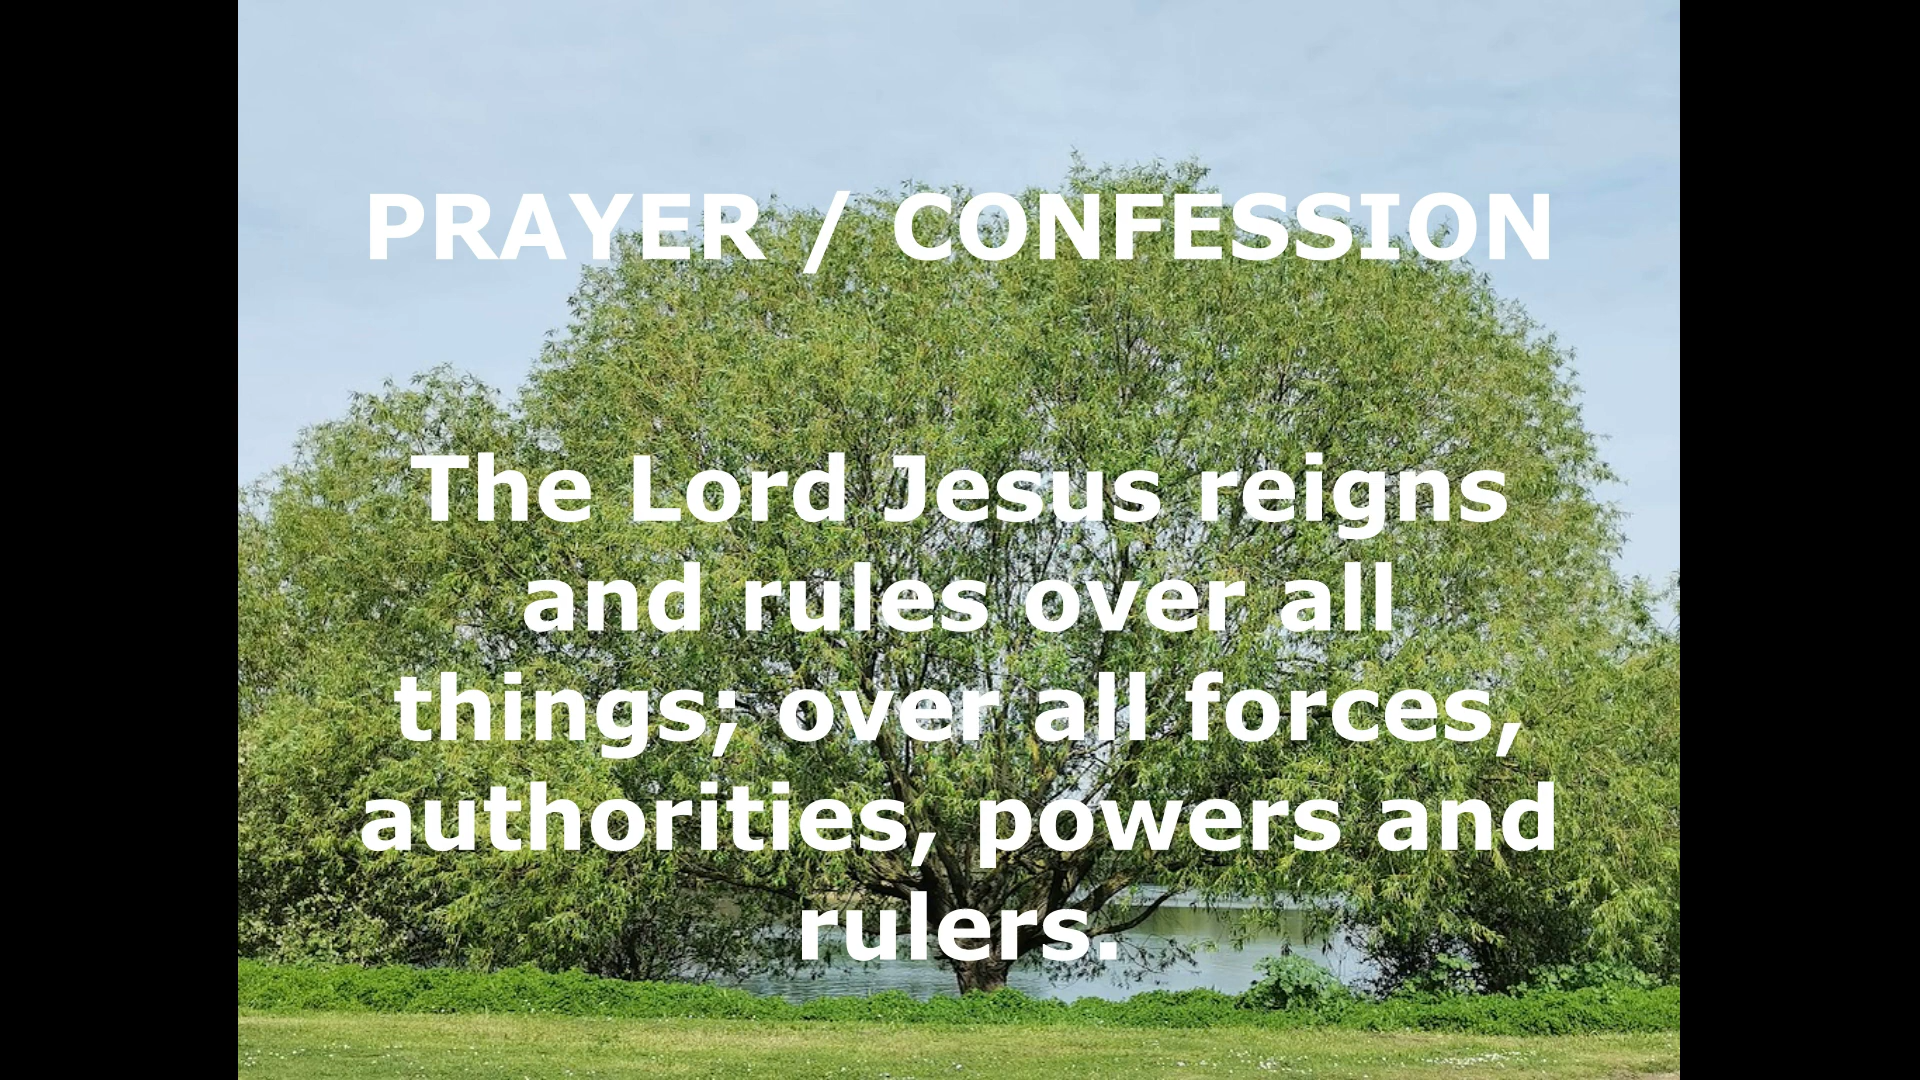 PRAYER / CONFESSION
The Lord Jesus reigns
and rules over all
things; over all forces,
authorities, powers and
rulers.